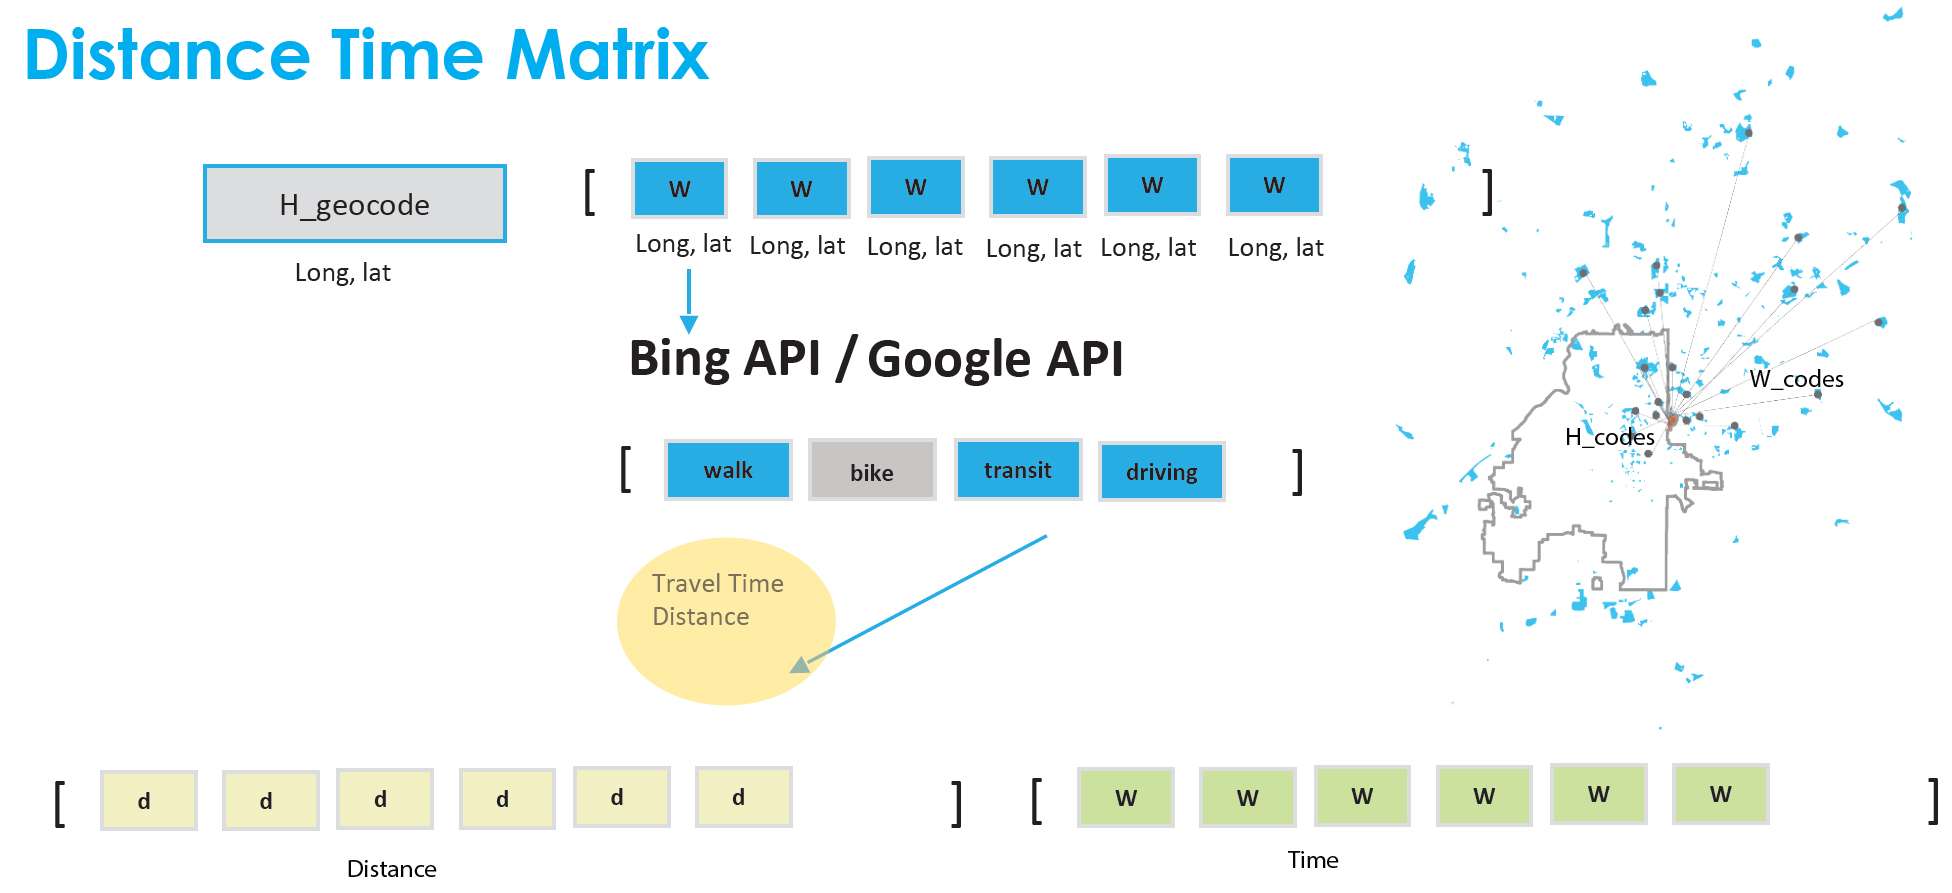 Distance Time Matrix
H_geocode
Long, lat
[ W W W W W W ]
Long, lat Long, lat Long, lat Long, lat Long, lat Long, lat
Bing API / Google API
[ walk bike transit driving ]
Travel Time
Distance
W_codes
H_codes
[ d d d d d d ]
Distance
[ W W W W W W ]
Time